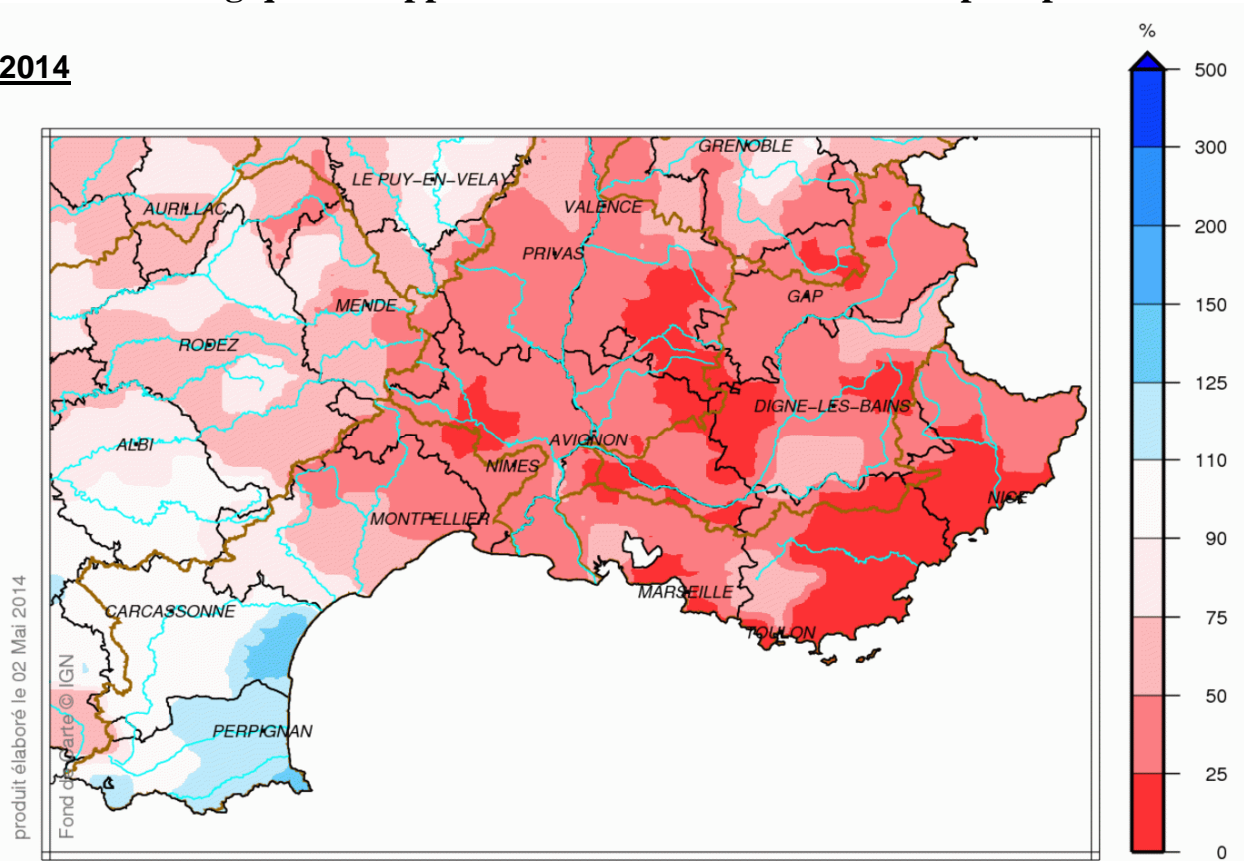 2014
%
500
300
200
150
125
110
90
75
50
25
0
GRENOBLE
LE PUY-EN-VELAY
AURILLAC
VALENCE
PRIVAS
GAP
MENDE
RODEZ
DIGNE-LES-BAINS
ALBI
AVIGNON
NIMES
NICE
MONTPELLIER
MARSEILLE
CARCASSONNE
TOULON
PERPIGNAN
produit élaboré le 02 Mai 2014
Fond de Carte © IGN